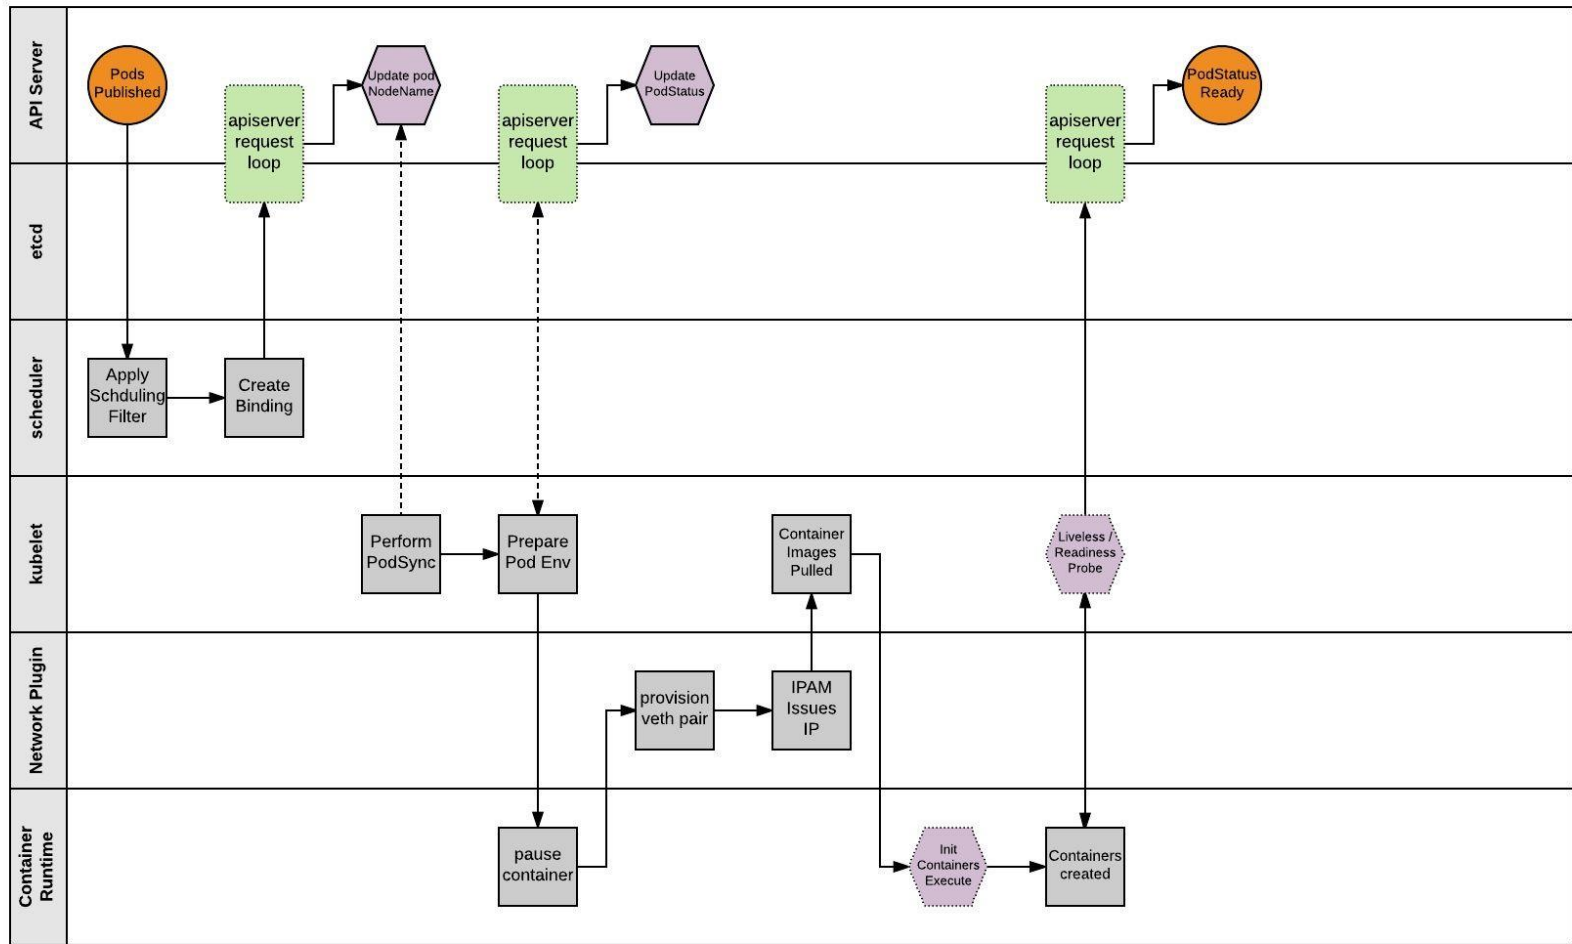 API Server
Pods
Published
apiserver
request
loop
Update pod
NodeName
apiserver
request
loop
Update
PodStatus
apiserver
request
loop
PodStatus
Ready
etcd
scheduler
Apply
Schduling
Filter
Create
Binding
kubelet
Perform
PodSync
Prepare
Pod Env
Container
Images
Pulled
Liveless /
Readiness
Probe
Network Plugin
provision
veth pair
IPAM
Issues
IP
Container
Runtime
pause
container
Init
Containers
Execute
Containers
created